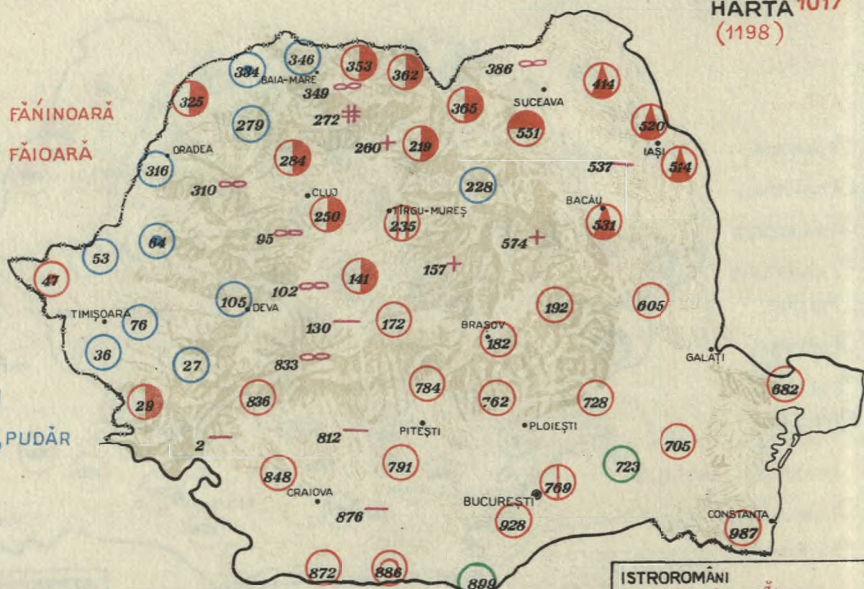 HARTA 1017
(1198)
FĂNINOARĂ
FĂIOARĂ
PUDĂR
334
346
353
362
386
414
BAIA-MARE
349
325
365
SUCEAVA
279
272
551
520
ORADEA
260
219
IAȘI
316
284
537
514
310
228
CLUJ
250
TÎRGU-MUREȘ
235
BACĂU
531
64
95
574
53
157
47
141
102
105
DEVA
192
605
TIMIȘOARA
76
130
172
BRAȘOV
182
36
27
833
GALAȚI
29
836
784
762
728
682
2
812
PITEȘTI
PLOIEȘTI
705
848
791
723
CRAIOVA
BUCUREȘTI
769
876
928
CONSTANȚA
987
872
886
899
ISTROROMÂNI